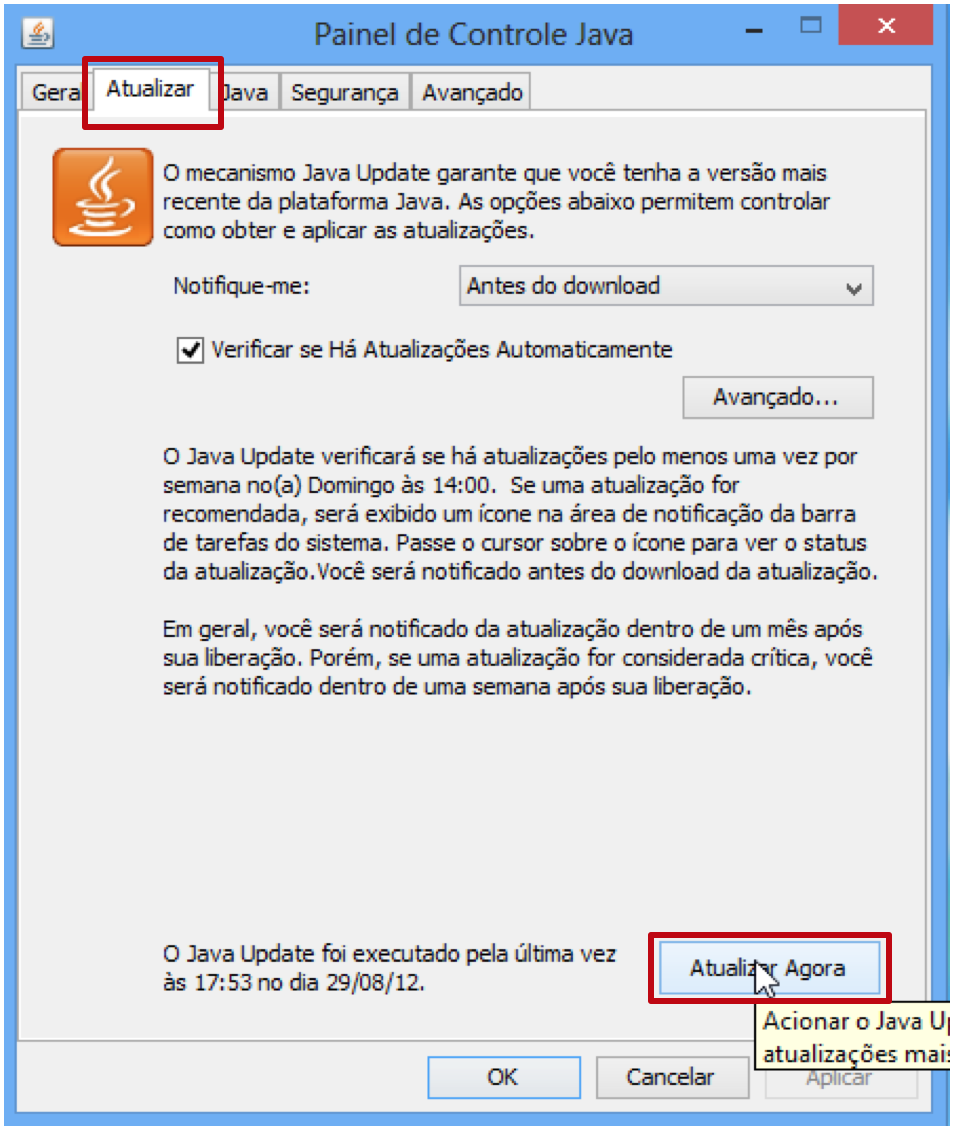 Painel de Controle Java
Geral Atualizar Java Segurança Avançado
O mecanismo Java Update garante que você tenha a versão mais
recente da plataforma Java. As opções abaixo permitem controlar
como obter e aplicar as atualizações.
Notifique-me: Antes do download
Verificar se Há Atualizações Automaticamente
Avançado...
O Java Update verificará se há atualizações pelo menos uma vez por
semana no(a) Domingo às 14:00.  Se uma atualização for
recomendada, será exibido um ícone na área de notificação da barra
de tarefas do sistema. Passe o cursor sobre o ícone para ver o status
da atualização.Você será notificado antes do download da atualização.
Em geral, você será notificado da atualização dentro de um mês após
sua liberação. Porém, se uma atualização for considerada crítica, você
será notificado dentro de uma semana após sua liberação.
O Java Update foi executado pela última vez
às 17:53 no dia 29/08/12.
Atualizar Agora
Acionar o Java
atualizações
OK Cancelar Aplicar